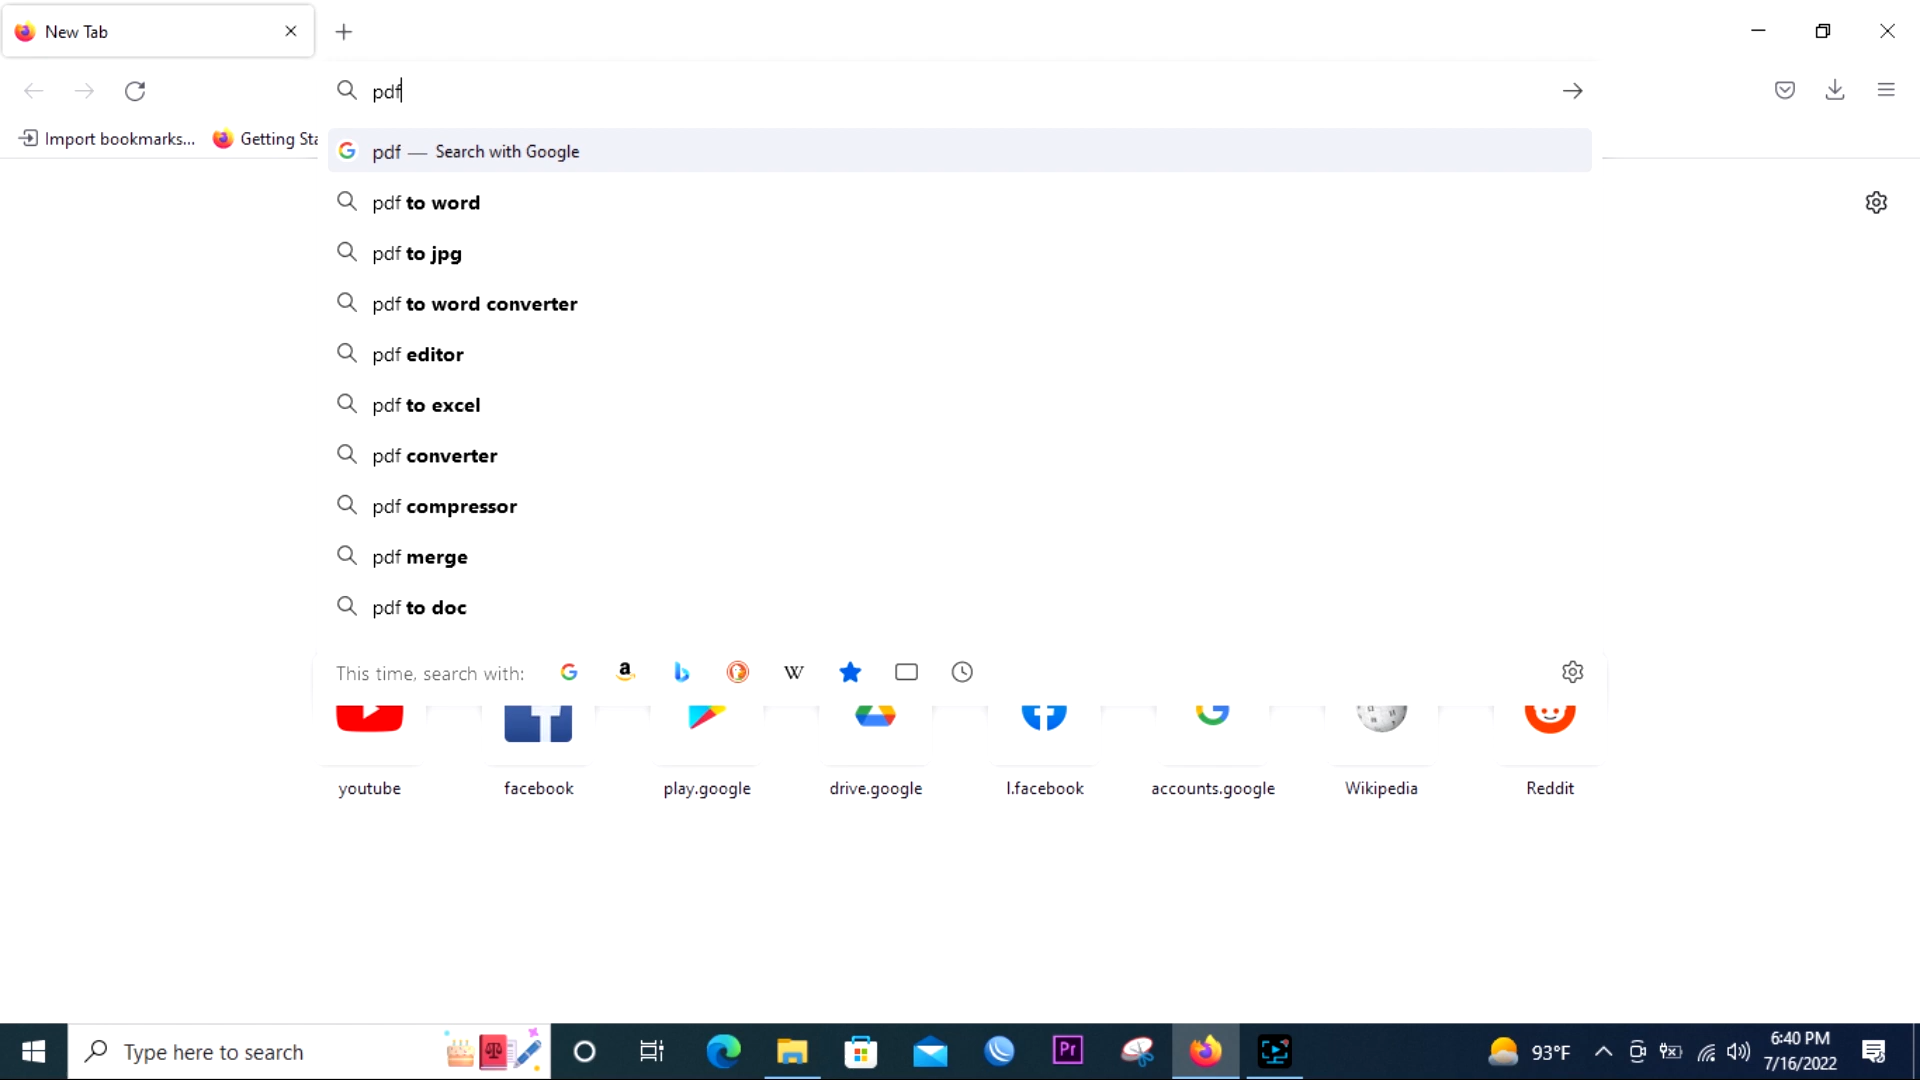 New Tab
pdf
Import bookmarks...
Getting Sta
pdf — Search with Google
pdf to word
pdf to jpg
pdf to word converter
pdf editor
pdf to excel
pdf converter
pdf compressor
pdf merge
pdf to doc
This time, search with:
youtube
facebook
play.google
drive.google
l.facebook
accounts.google
Wikipedia
Reddit
Type here to search
Pr
93°F
6:40 PM
7/16/2022